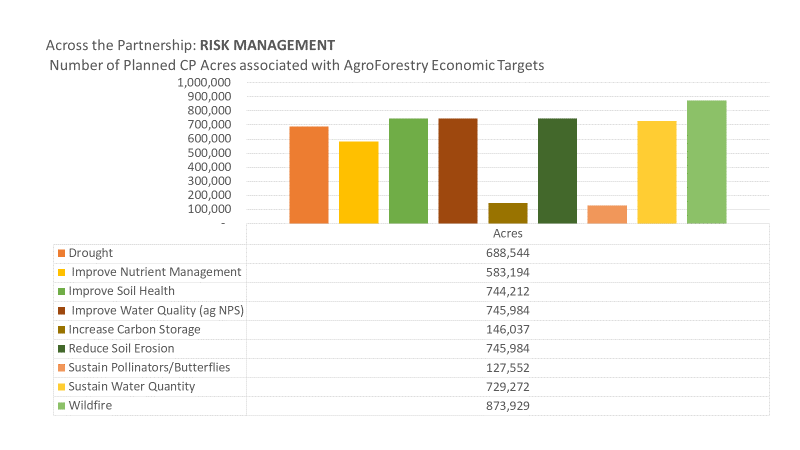 Across the Partnership: RISK MANAGEMENT
Number of Planned CP Acres associated with AgroForestry Economic Targets
1,000,000
900,000
800,000
700,000
600,000
500,000
400,000
300,000
200,000
100,000
-
Acres
Drought 688,544
Improve Nutrient Management 583,194
Improve Soil Health 744,212
Improve Water Quality (ag NPS) 745,984
Increase Carbon Storage 146,037
Reduce Soil Erosion 745,984
Sustain Pollinators/Butterflies 127,552
Sustain Water Quantity 729,272
Wildfire 873,929